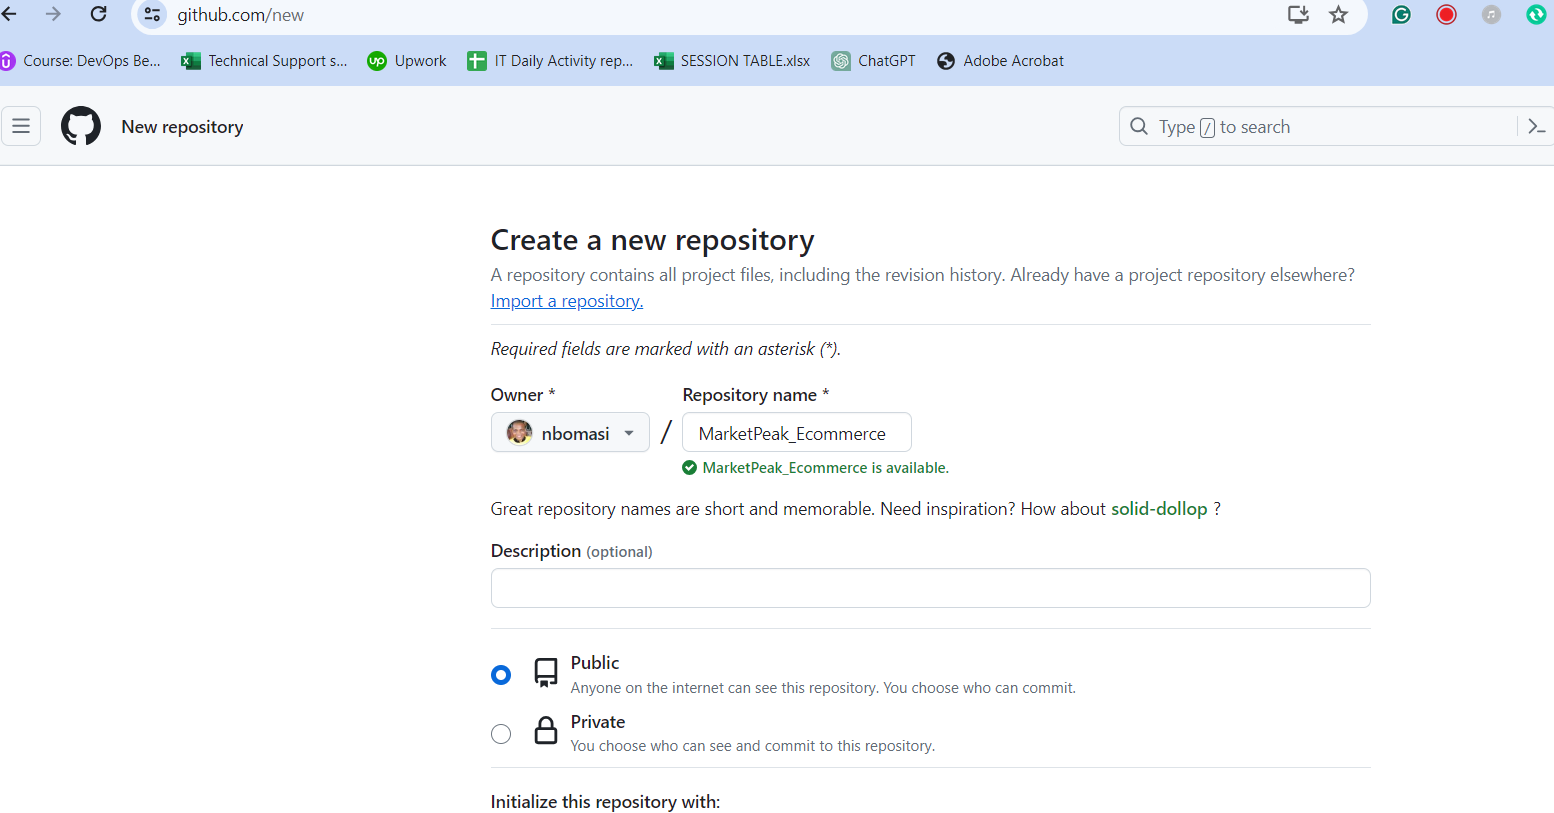 github.com/new
Course: DevOps Be... Technical Support s... Upwork IT Daily Activity rep... SESSION TABLE.xlsx ChatGPT Adobe Acrobat
New repository
Type / to search
Create a new repository
A repository contains all project files, including the revision history. Already have a project repository elsewhere?
Import a repository.
Required fields are marked with an asterisk (*).
Owner * Repository name *
nbomasi / MarketPeak_Ecommerce
MarketPeak_Ecommerce is available.
Great repository names are short and memorable. Need inspiration? How about solid-dollop ?
Description (optional)
Public
Anyone on the internet can see this repository. You choose who can commit.
Private
You choose who can see and commit to this repository.
Initialize this repository with: